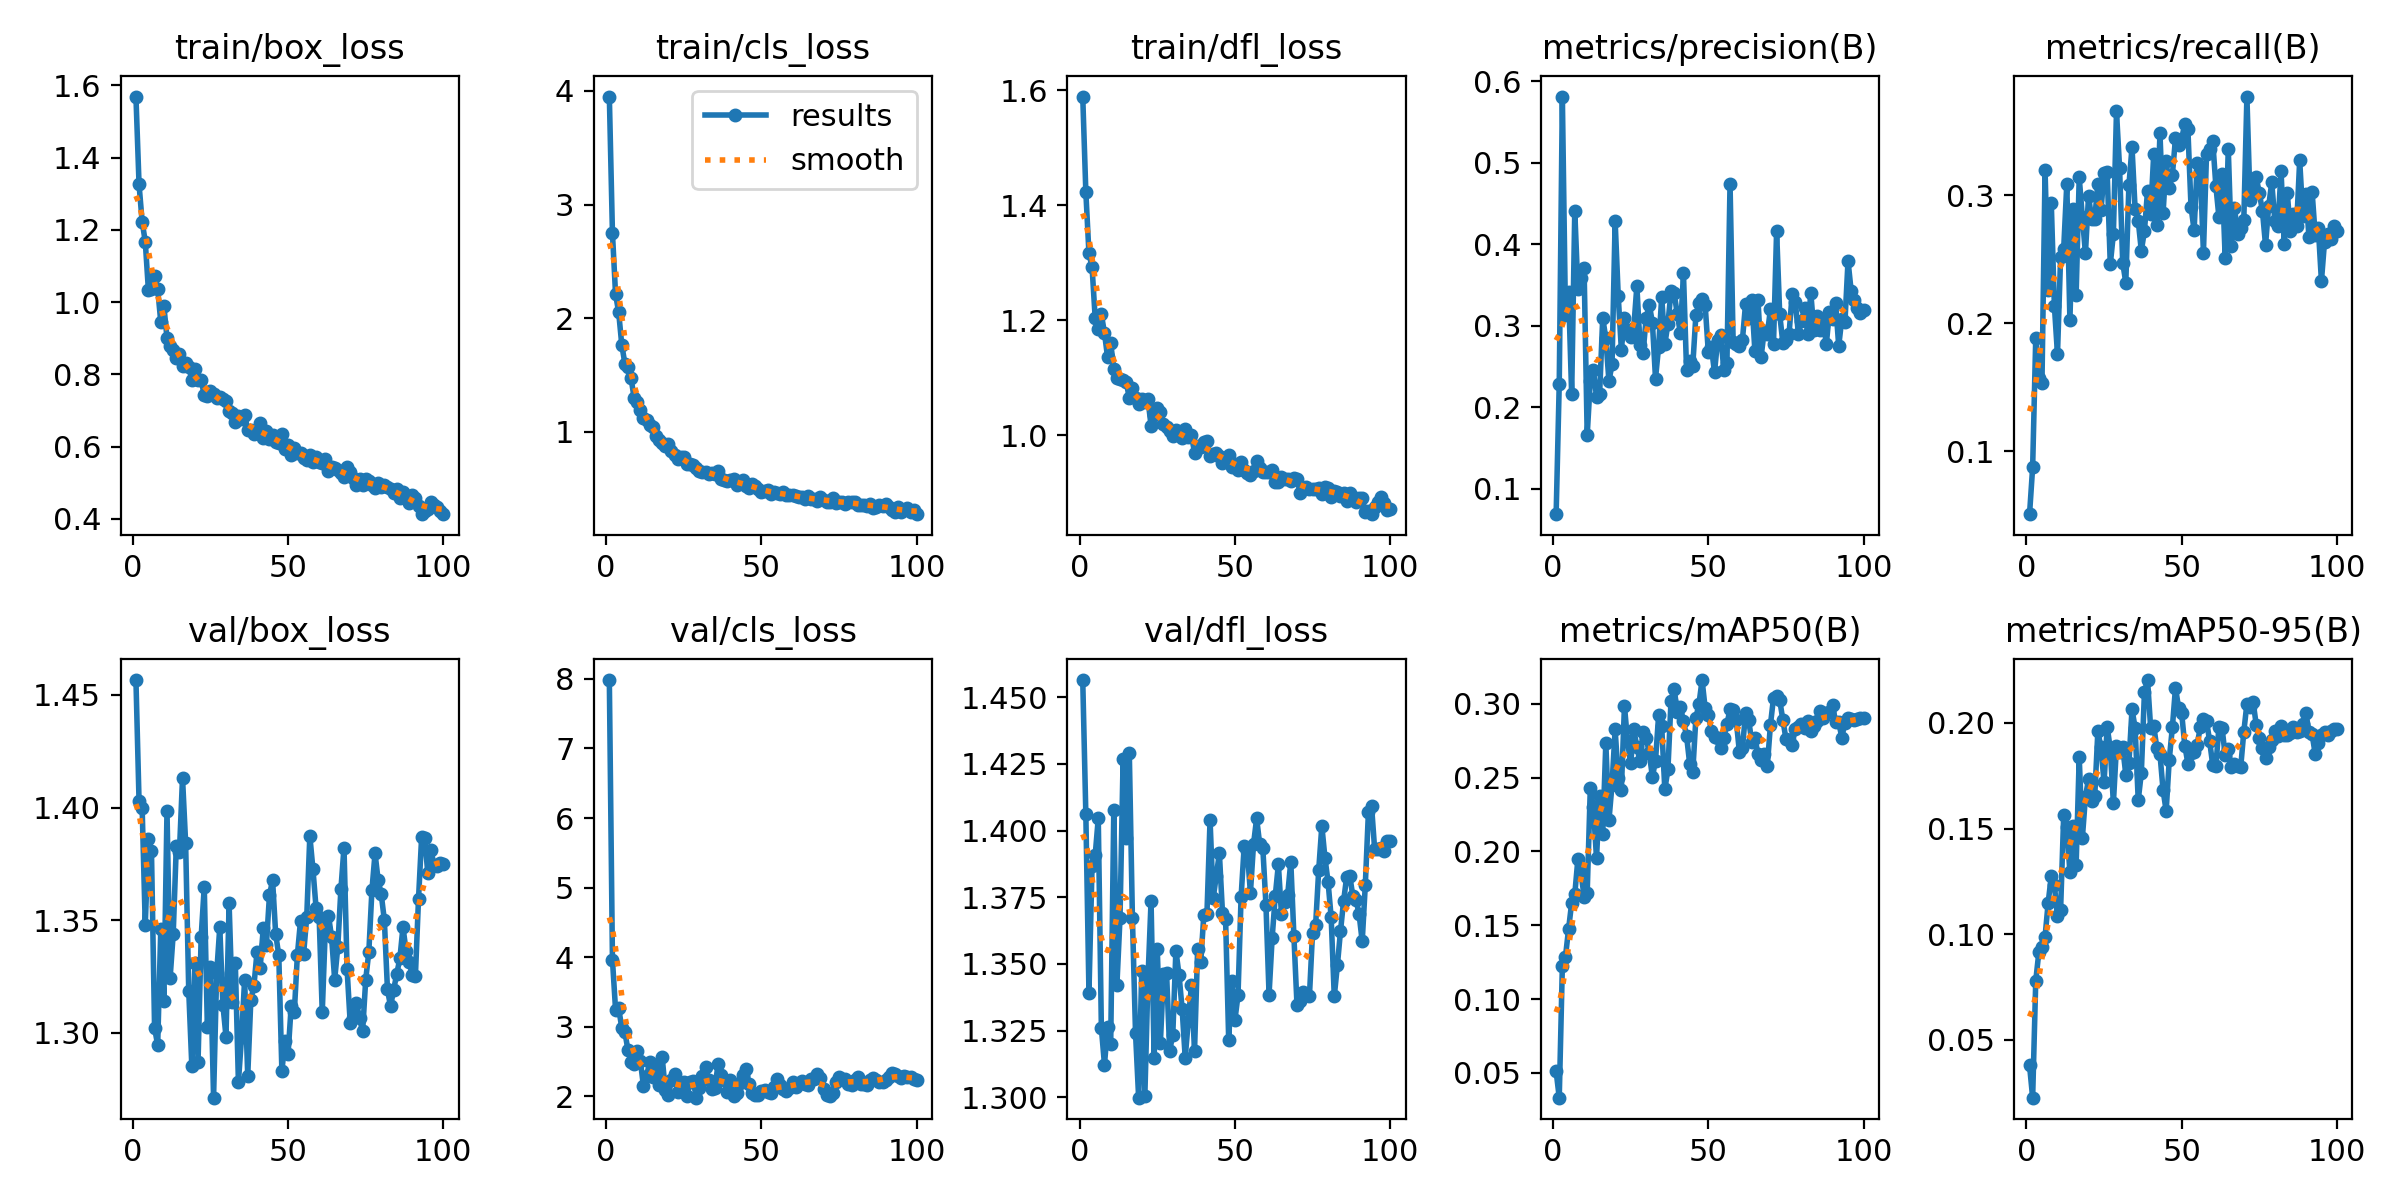 train/box_loss
1.6
1.4
1.2
1.0
0.8
0.6
0.4
0 50 100
train/cls_loss
results
smooth
4
3
2
1
0 50 100
train/dfl_loss
1.6
1.4
1.2
1.0
0 50 100
metrics/precision(B)
0.6
0.5
0.4
0.3
0.2
0.1
0 50 100
metrics/recall(B)
0.3
0.2
0.1
0 50 100
val/box_loss
1.45
1.40
1.35
1.30
0 50 100
val/cls_loss
8
7
6
5
4
3
2
0 50 100
val/dfl_loss
1.450
1.425
1.400
1.375
1.350
1.325
1.300
0 50 100
metrics/mAP50(B)
0.30
0.25
0.20
0.15
0.10
0.05
0 50 100
metrics/mAP50-95(B)
0.20
0.15
0.10
0.05
0 50 100